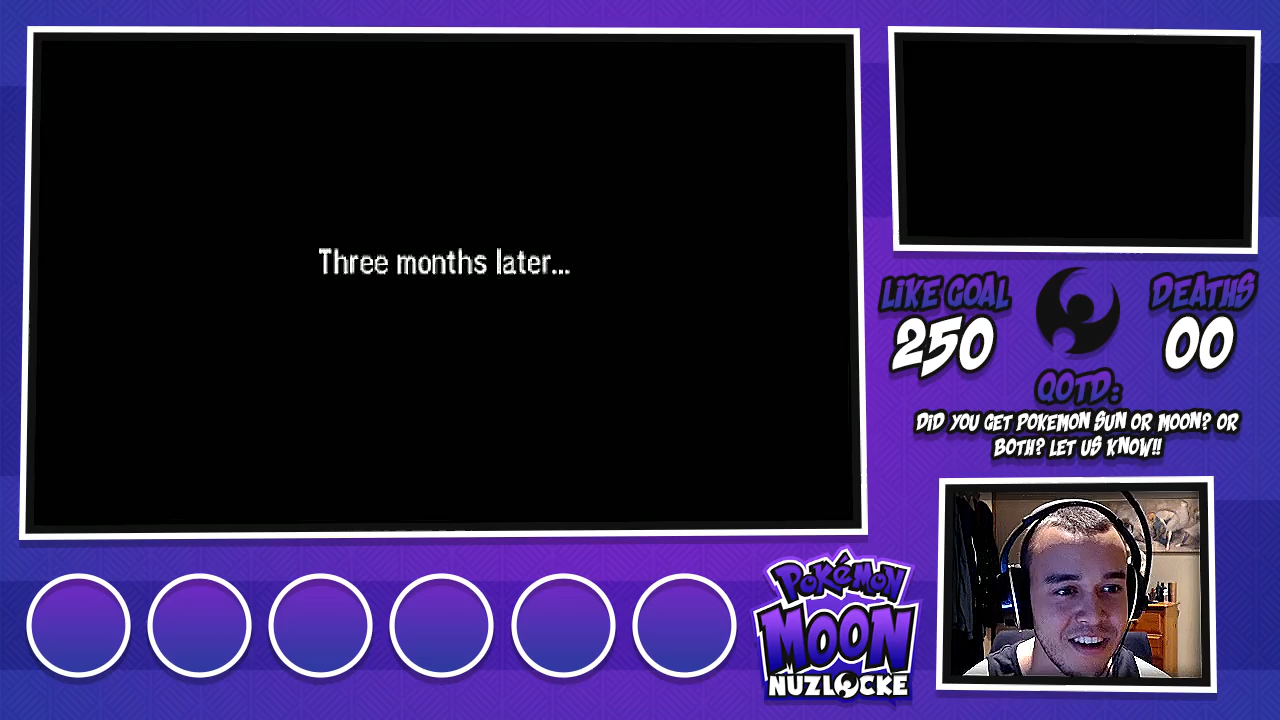 Three months later...
LIKE GOAL
250
DEATHS
00
QOTD:
DID YOU GET POKEMON SUN OR MOON? OR
BOTH? LET US KNOW!!
POKéMON
MOON
NUZLOCKE